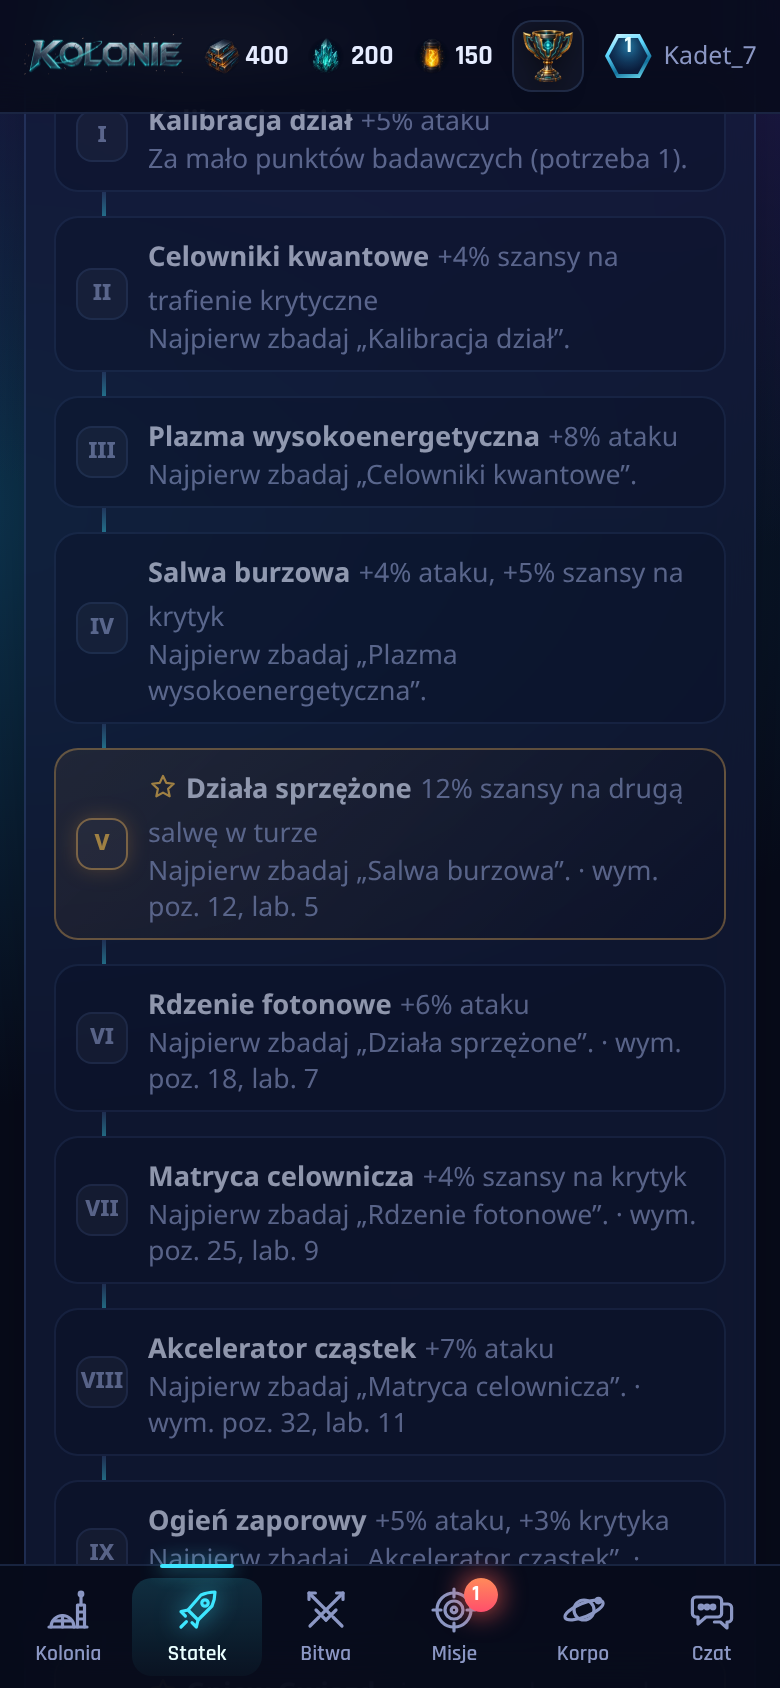 KOLONIE 400 200 150 1 Kadet_7
I Kalibracja dział +5% ataku
Za mało punktów badawczych (potrzeba 1).
Celowniki kwantowe +4% szansy na
II trafienie krytyczne
Najpierw zbadaj „Kalibracja dział”.
III Plazma wysokoenergetyczna +8% ataku
Najpierw zbadaj „Celowniki kwantowe”.
Salwa burzowa +4% ataku, +5% szansy na
IV krytyk
Najpierw zbadaj „Plazma
wysokoenergetyczna”.
Działa sprzężone 12% szansy na drugą
V salwę w turze
Najpierw zbadaj „Salwa burzowa”. · wym.
poz. 12, lab. 5
Rdzenie fotonowe +6% ataku
VI Najpierw zbadaj „Działa sprzężone”. · wym.
poz. 18, lab. 7
Matryca celownicza +4% szansy na krytyk
VII Najpierw zbadaj „Rdzenie fotonowe”. · wym.
poz. 25, lab. 9
Akcelerator cząstek +7% ataku
VIII Najpierw zbadaj „Matryca celownicza”. ·
wym. poz. 32, lab. 11
Ogień zaporowy +5% ataku, +3% krytyka
IX Najpierw zbadaj „Akcelerator cząstek”. ·
1
Kolonia Statek Bitwa Misje Korpo Czat